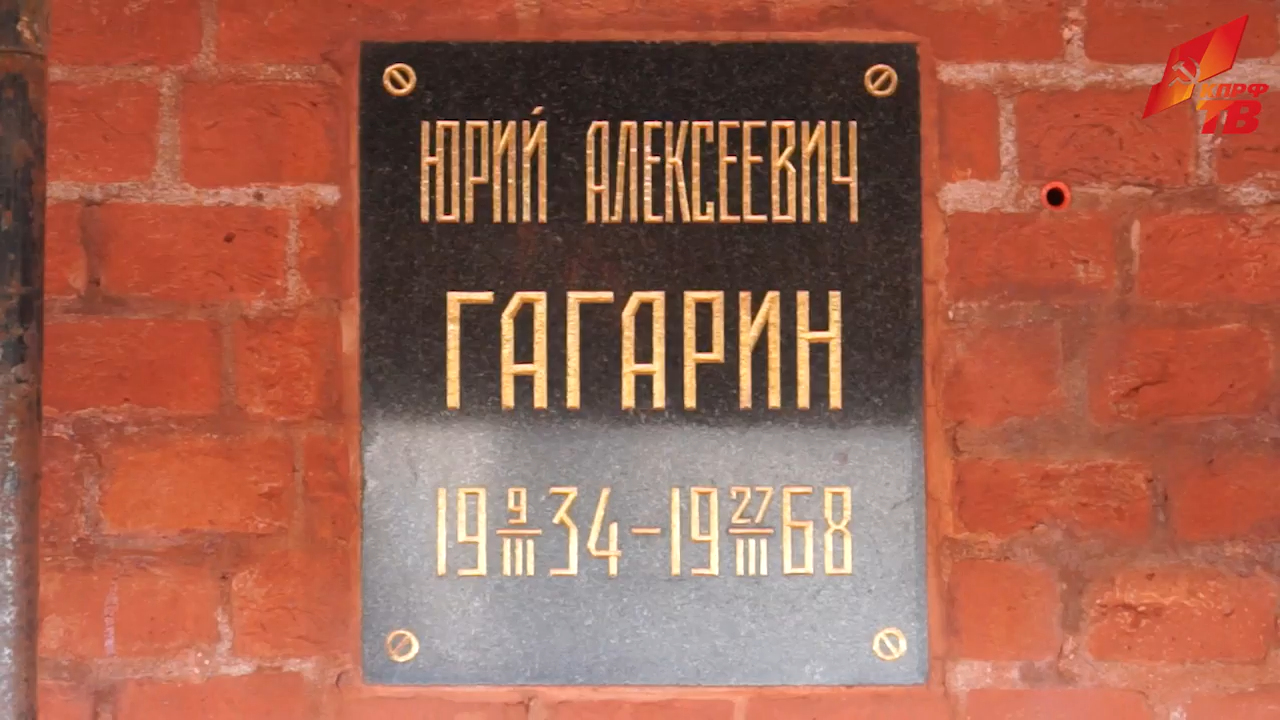 КПРФ
ТВ
ЮРИЙ АЛЕКСЕЕВИЧ
ГАГАРИН
19 9/III 34 – 19 27/III 68